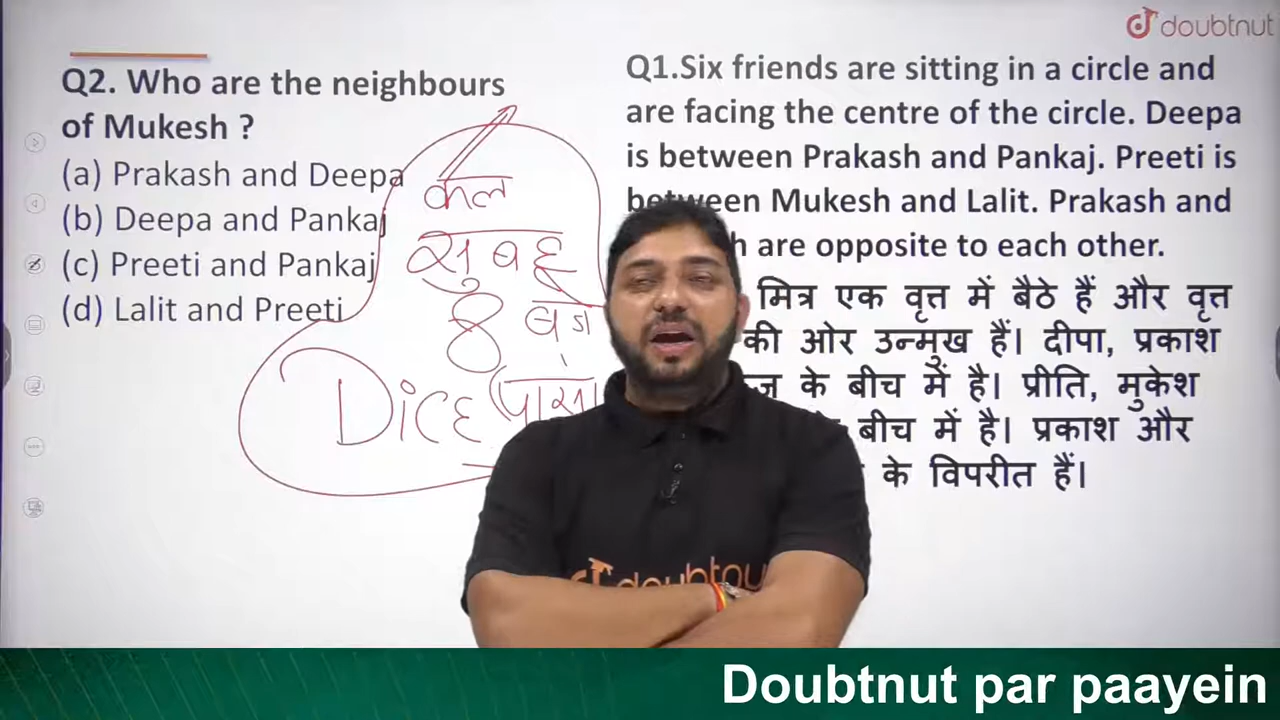 doubtnut
Q2. Who are the neighbours
of Mukesh ?
(a) Prakash and Deepa
(b) Deepa and Pankaj
(c) Preeti and Pankaj
(d) Lalit and Preeti
कल
सुबह
8 बजे
DiCE (पासा
Q1.Six friends are sitting in a circle and
are facing the centre of the circle. Deepa
is between Prakash and Pankaj. Preeti is
between Mukesh and Lalit. Prakash and
are opposite to each other.
मित्र एक वृत्त में बैठे हैं और वृत्त
की ओर उन्मुख हैं। दीपा, प्रकाश
के बीच में है। प्रीति, मुकेश
बीच में है। प्रकाश और
के विपरीत हैं।
doubtnu
Doubtnut par paayein